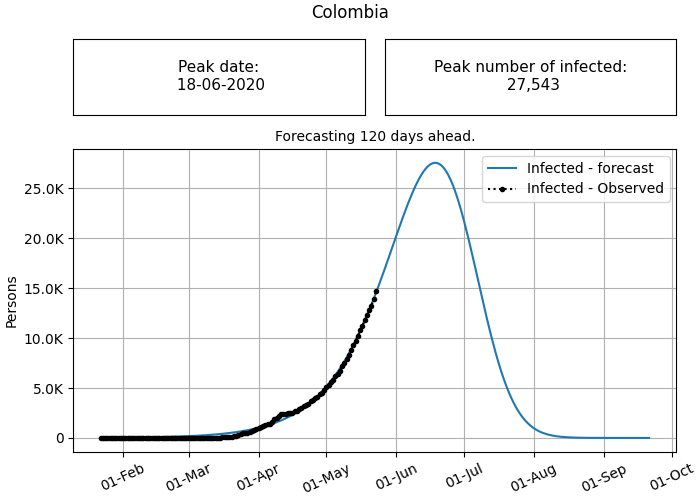 Colombia
Peak date:
18-06-2020
Peak number of infected:
27,543
Forecasting 120 days ahead.
Infected - forecast
Infected - Observed
Persons
25.0K
20.0K
15.0K
10.0K
5.0K
0
01-Feb
01-Mar
01-Apr
01-May
01-Jun
01-Jul
01-Aug
01-Sep
01-Oct